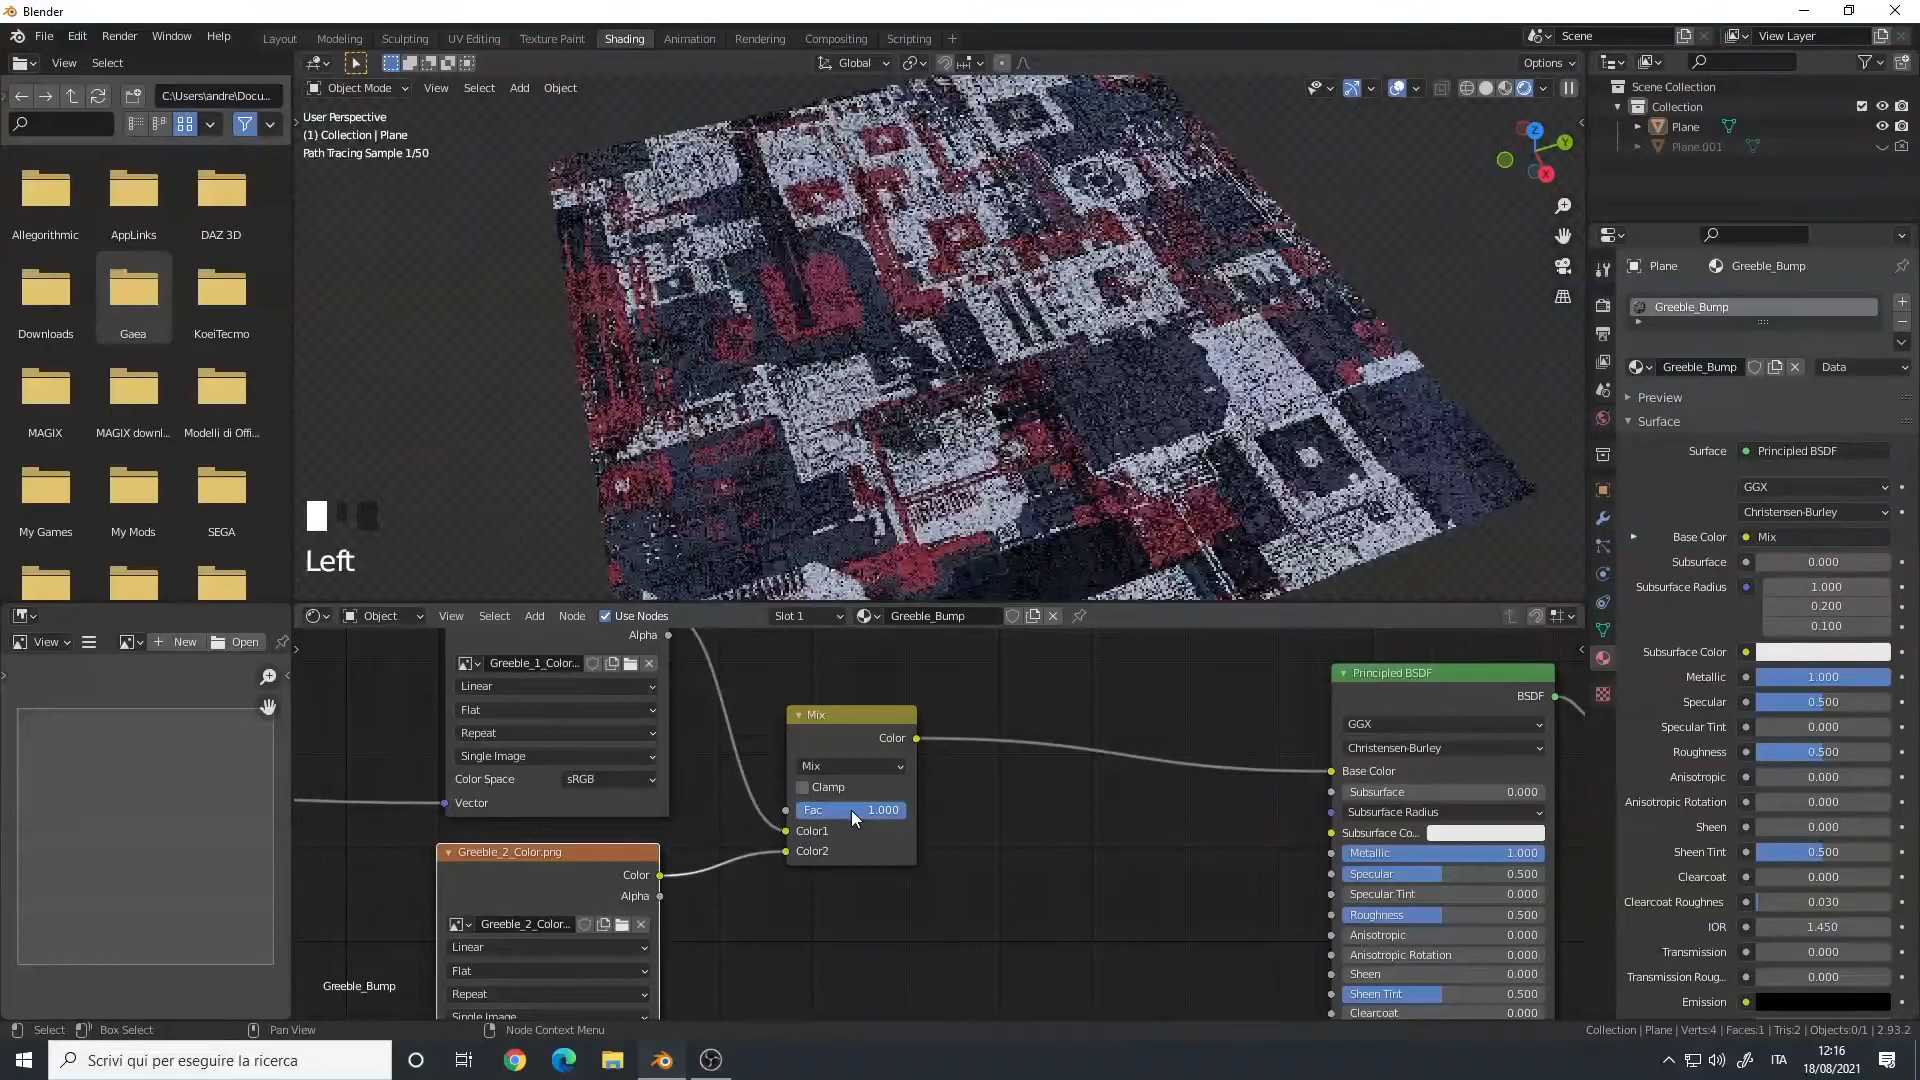 Blender
File Edit Render Window Help
Layout Modeling Sculpting UV Editing Texture Paint Shading Animation Rendering Compositing Scripting +
Scene
View Layer
View Select
Global
Options
C:\Users\andre\Docu...
Object Mode View Select Add Object
User Perspective
(1) Collection | Plane
Path Tracing Sample 1/50
Z
Y
X
Left
Allegorithmic AppLinks DAZ 3D
Downloads Gaea KoeiTecmo
MAGIX MAGIX downl... Modelli di Offi...
My Games My Mods SEGA
Scene Collection
Collection
Plane
Plane.001
Plane Greeble_Bump
Greeble_Bump
Greeble_Bump Data
Preview
Surface
Surface Principled BSDF
GGX
Christensen-Burley
Base Color Mix
Subsurface 0.000
Subsurface Radius 1.000
0.200
0.100
Subsurface Color
Metallic 1.000
Specular 0.500
Specular Tint 0.000
Roughness 0.500
Anisotropic 0.000
Anisotropic Rotation 0.000
Sheen 0.000
Sheen Tint 0.500
Clearcoat 0.000
Clearcoat Roughnes 0.030
IOR 1.450
Transmission 0.000
Transmission Roug... 0.000
Emission
View New Open
Object View Select Add Node Use Nodes Slot 1 Greeble_Bump
Alpha
Greeble_1_Color...
Linear
Flat
Repeat
Single Image
Color Space sRGB
Vector
Greeble_2_Color.png
Color
Alpha
Greeble_2_Color...
Linear
Flat
Repeat
Single Image
Greeble_Bump
Mix
Color
Mix
Clamp
Fac 1.000
Color1
Color2
Principled BSDF
BSDF
GGX
Christensen-Burley
Base Color
Subsurface 0.000
Subsurface Radius
Subsurface Co...
Metallic 1.000
Specular 0.500
Specular Tint 0.000
Roughness 0.500
Anisotropic 0.000
Anisotropic Rotation 0.000
Sheen 0.000
Sheen Tint 0.500
Clearcoat 0.000
Select Box Select Pan View Node Context Menu
Collection | Plane | Verts:4 | Faces:1 | Tris:2 | Objects:0/1 | 2.93.2
Scrivi qui per eseguire la ricerca
ITA
12:16
18/08/2021